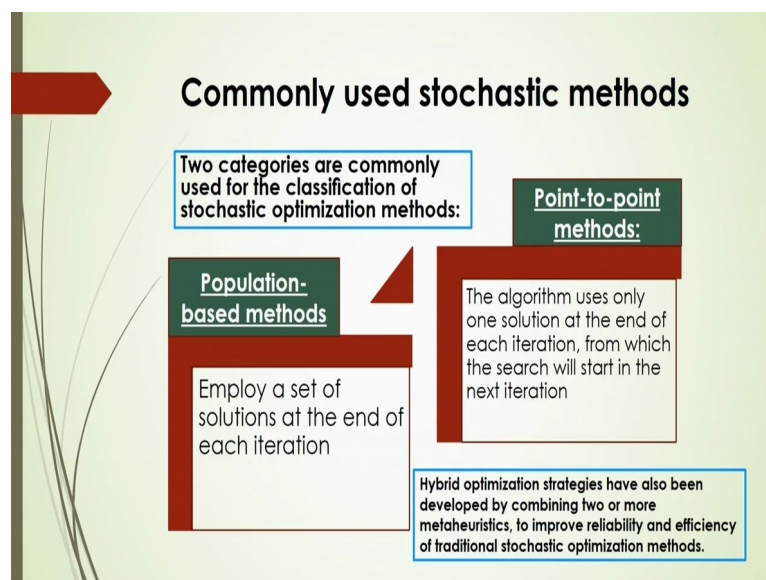 Commonly used stochastic methods
Two categories are commonly
used for the classification of
stochastic optimization methods:
Population-
based methods
Employ a set of
solutions at the end of
each iteration
Point-to-point
methods:
The algorithm uses only
one solution at the end of
each iteration, from which
the search will start in the
next iteration
Hybrid optimization strategies have also been
developed by combining two or more
metaheuristics, to improve reliability and efficiency
of traditional stochastic optimization methods.